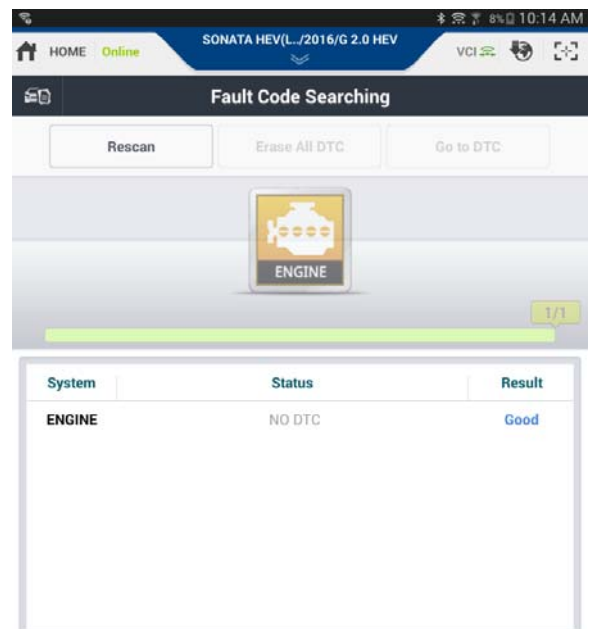 8% 10:14 AM
HOME Online SONATA HEV(L../2016/G 2.0 HEV VCI
Fault Code Searching
Rescan Erase All DTC Go to DTC
ENGINE
1/1
System Status Result
ENGINE NO DTC Good